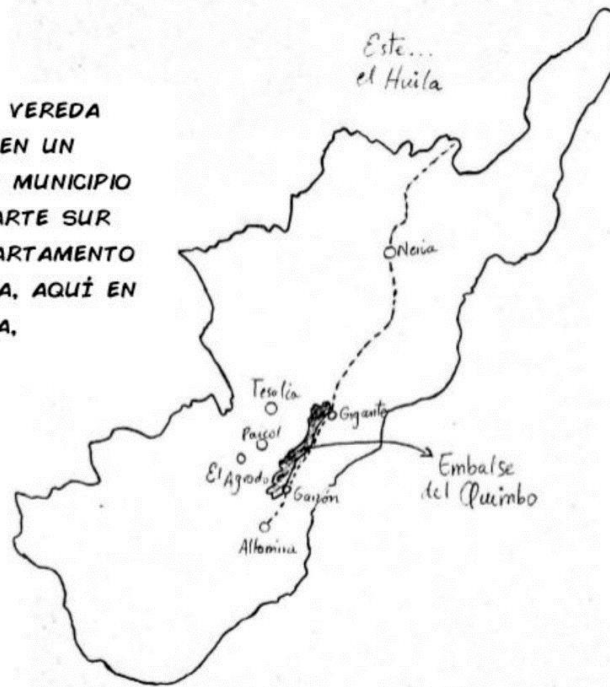 Este...
el Huila
VEREDA
EN UN
MUNICIPIO
ARTE SUR
ARTAMENTO
A, AQUÍ EN
A,
Neiva
Tesalia
Gigante
Paicol
El Agrado
Embalse
del Quimbo
Garzón
Altamira